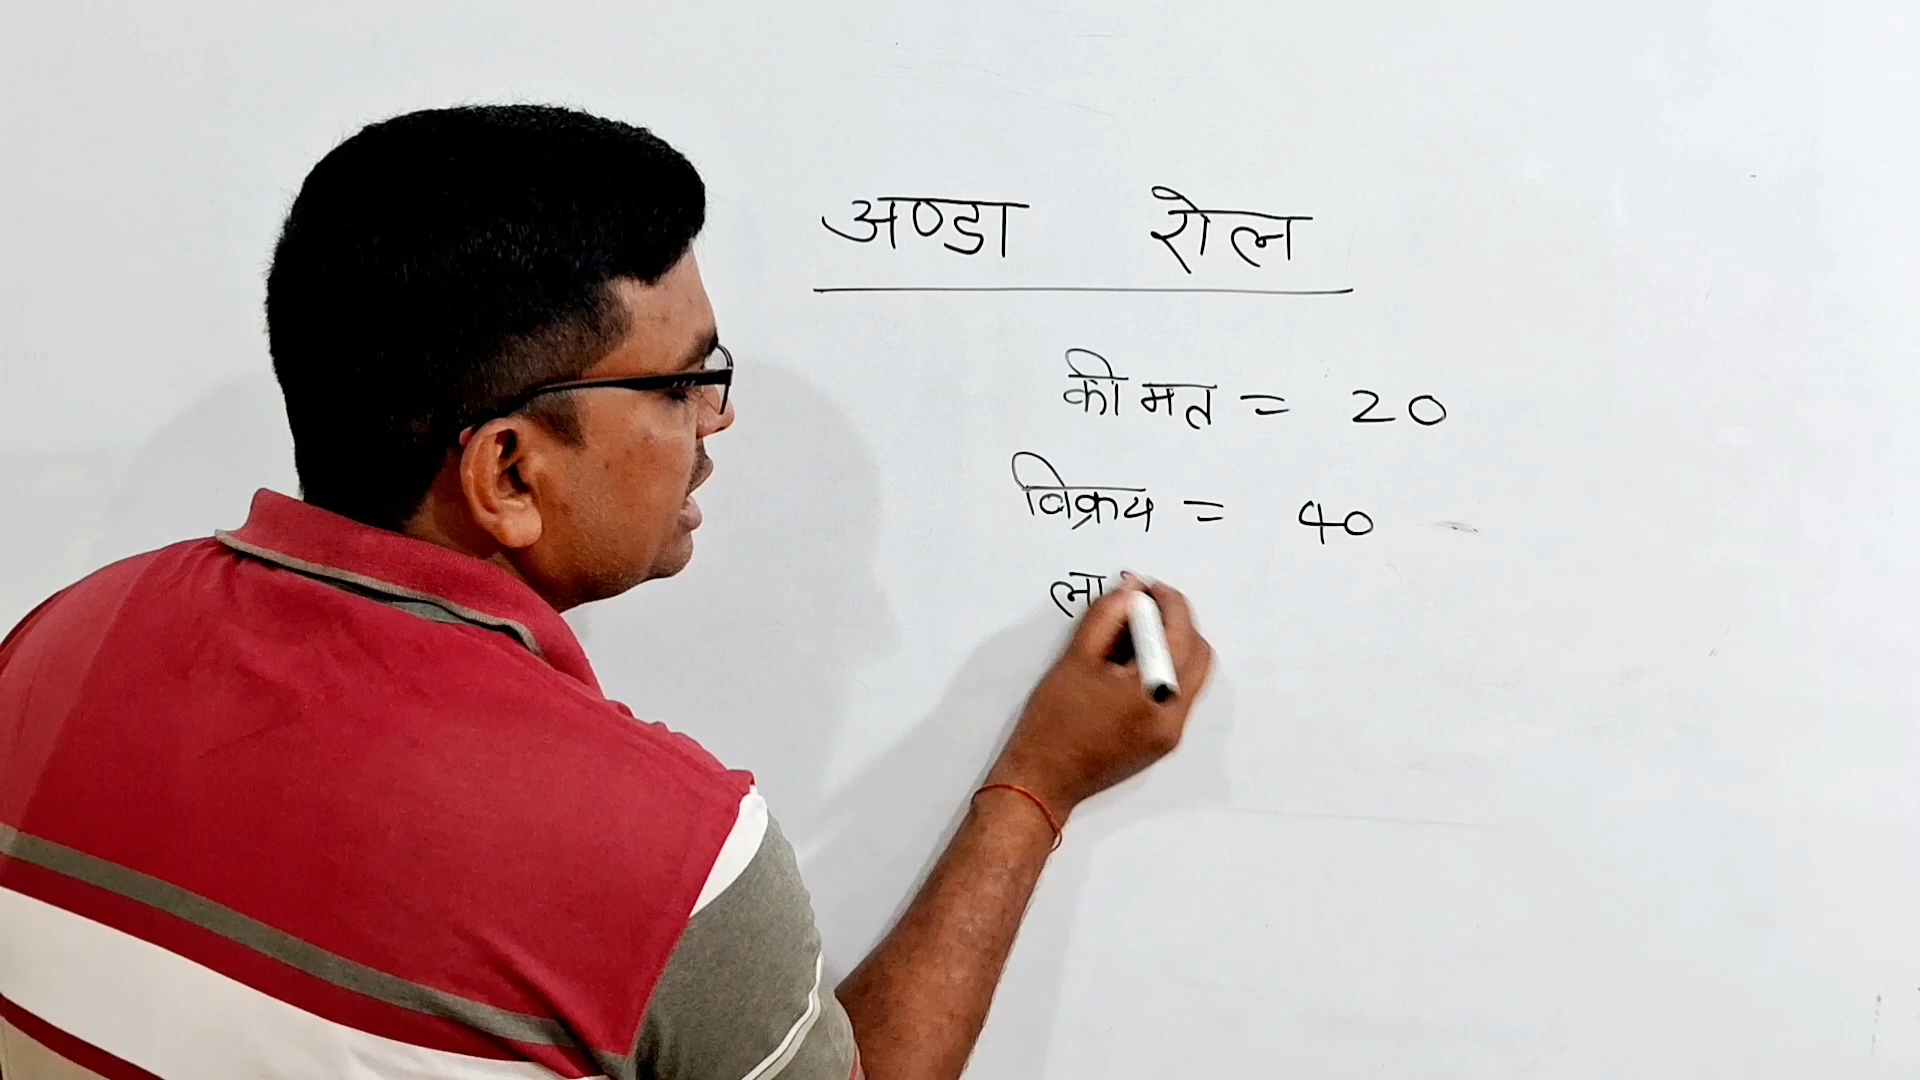 अण्डा रोल
कीमत = 20
विक्रय = 40